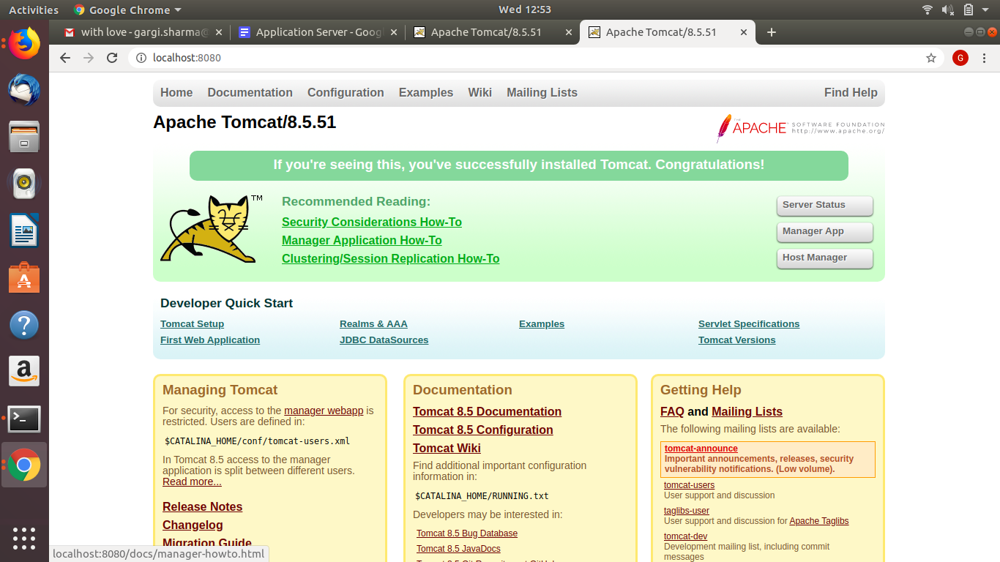 Activities
Google Chrome
Wed 12:53
with love - gargi.sharma@
Application Server - Goog
Apache Tomcat/8.5.51
Apache Tomcat/8.5.51
localhost:8080
G
Home Documentation Configuration Examples Wiki Mailing Lists Find Help
Apache Tomcat/8.5.51
THE
APACHE
SOFTWARE FOUNDATION
http://www.apache.org/
If you're seeing this, you've successfully installed Tomcat. Congratulations!
TM
Recommended Reading:
Security Considerations How-To
Manager Application How-To
Clustering/Session Replication How-To
Server Status
Manager App
Host Manager
Developer Quick Start
Tomcat Setup
First Web Application
Realms & AAA
JDBC DataSources
Examples
Servlet Specifications
Tomcat Versions
Managing Tomcat
For security, access to the manager webapp is
restricted. Users are defined in:
$CATALINA_HOME/conf/tomcat-users.xml
In Tomcat 8.5 access to the manager
application is split between different users.
Read more...
Release Notes
Changelog
Migration Guide
Documentation
Tomcat 8.5 Documentation
Tomcat 8.5 Configuration
Tomcat Wiki
Find additional important configuration
information in:
$CATALINA_HOME/RUNNING.txt
Developers may be interested in:
Tomcat 8.5 Bug Database
Tomcat 8.5 JavaDocs
Getting Help
FAQ and Mailing Lists
The following mailing lists are available:
tomcat-announce
Important announcements, releases, security
vulnerability notifications. (Low volume).
tomcat-users
User support and discussion
taglibs-user
User support and discussion for Apache Taglibs
tomcat-dev
Development mailing list, including commit
messages
localhost:8080/docs/manager-howto.html